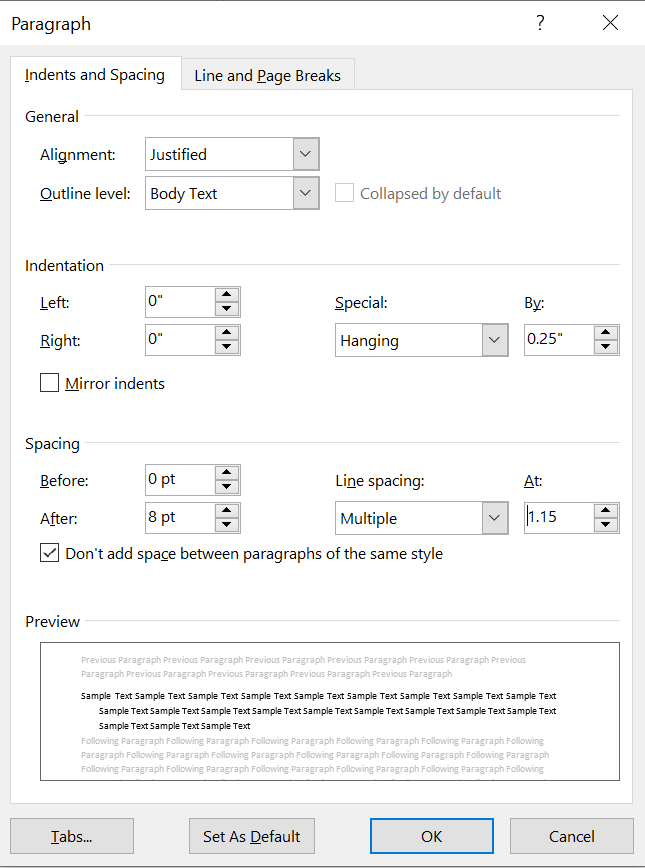 Paragraph ?
Indents and Spacing Line and Page Breaks
General
Alignment: Justified
Outline level: Body Text Collapsed by default
Indentation
Left: 0" Special: By:
Right: 0" Hanging 0.25"
Mirror indents
Spacing
Before: 0 pt Line spacing: At:
After: 8 pt Multiple 1.15
Don't add space between paragraphs of the same style
Preview
Previous Paragraph Previous Paragraph Previous Paragraph Previous Paragraph Previous Paragraph Previous
Paragraph Previous Paragraph Previous Paragraph Previous Paragraph Previous Paragraph
Sample Text Sample Text Sample Text Sample Text Sample Text Sample Text Sample Text Sample Text Sample Text
Sample Text Sample Text Sample Text Sample Text Sample Text Sample Text Sample Text Sample Text Sample Text
Sample Text Sample Text Sample Text
Following Paragraph Following Paragraph Following Paragraph Following Paragraph Following Paragraph Following
Paragraph Following Paragraph Following Paragraph Following Paragraph Following Paragraph Following Paragraph
Following Paragraph Following Paragraph Following Paragraph Following Paragraph Following Paragraph Following
Tabs... Set As Default OK Cancel